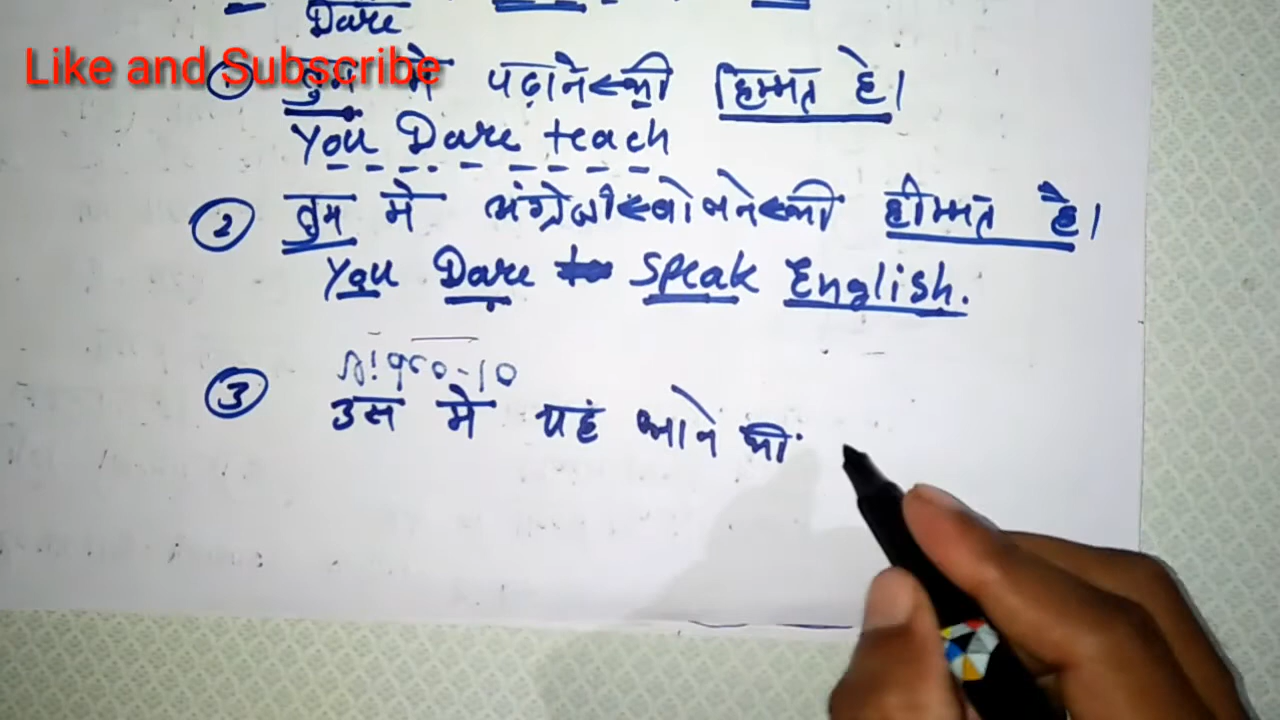 Dare
Like and Subscribe
① तुम मे पढ़ाने की हिम्मत है।
You Dare teach
② तुम मे अंग्रेजी बोलने की हीम्मत है।
You Dare to Speak English.
③ उस मे यहं आने की